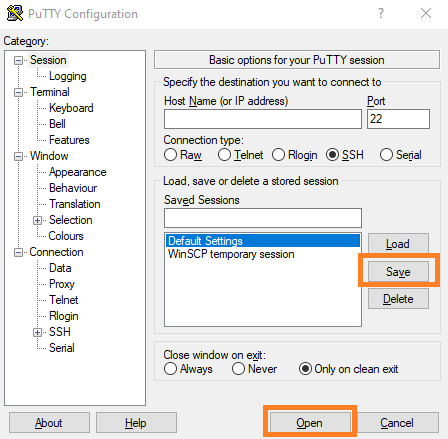 PuTTY Configuration
?
Category:
Session
Logging
Terminal
Keyboard
Bell
Features
Window
Appearance
Behaviour
Translation
Selection
Colours
Connection
Data
Proxy
Telnet
Rlogin
SSH
Serial
Basic options for your PuTTY session
Specify the destination you want to connect to
Host Name (or IP address) Port
22
Connection type:
Raw Telnet Rlogin SSH Serial
Load, save or delete a stored session
Saved Sessions
Default Settings
WinSCP temporary session
Load
Save
Delete
Close window on exit:
Always Never Only on clean exit
About Help Open Cancel